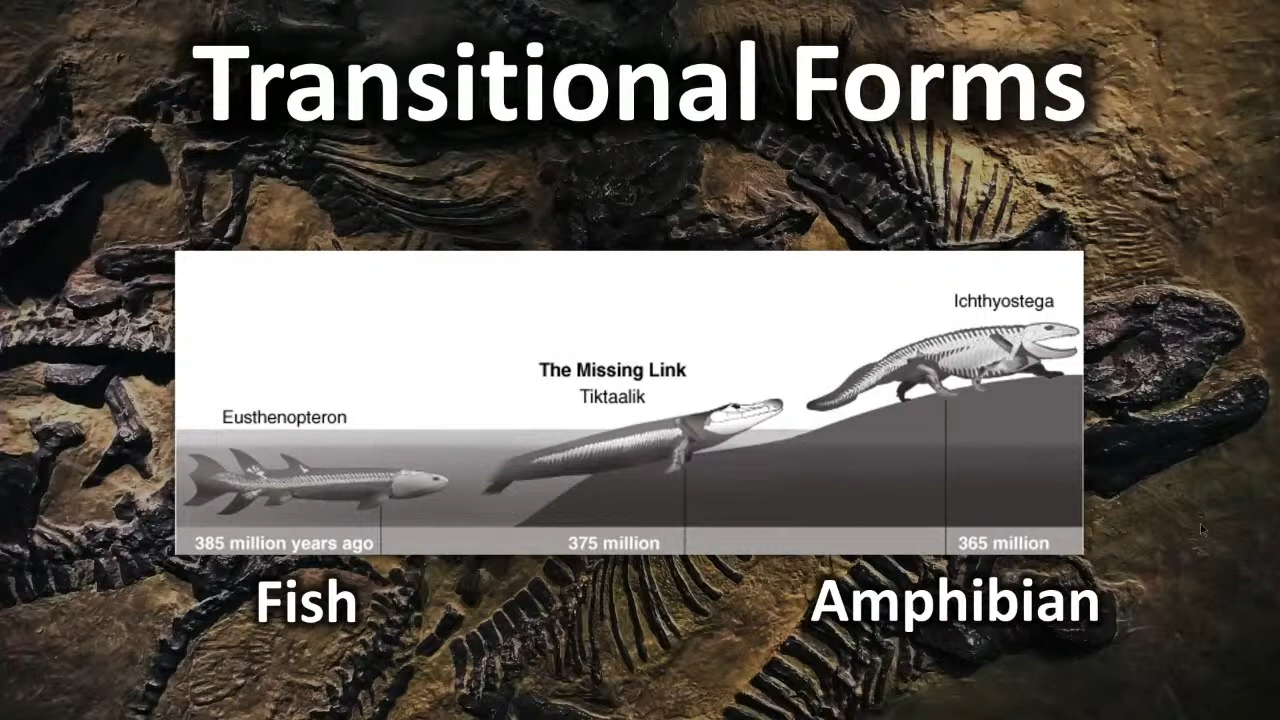 Transitional Forms
Ichthyostega
The Missing Link
Tiktaalik
Eusthenopteron
385 million years ago
375 million
365 million
Fish
Amphibian